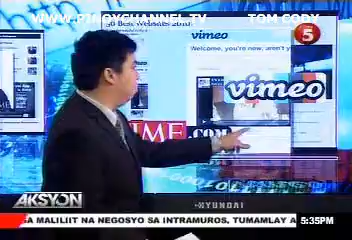 WWW.PINOYCHANNEL.TV TOM CODY
50 Best Websites 2010
vimeo
Welcome, you're new, aren't y
5
vimeo
TIME.com
AKSYON
HYUNDAI
5:35PM
GA MALILIIT NA NEGOSYO SA INTRAMUROS, TUMAMLAY A